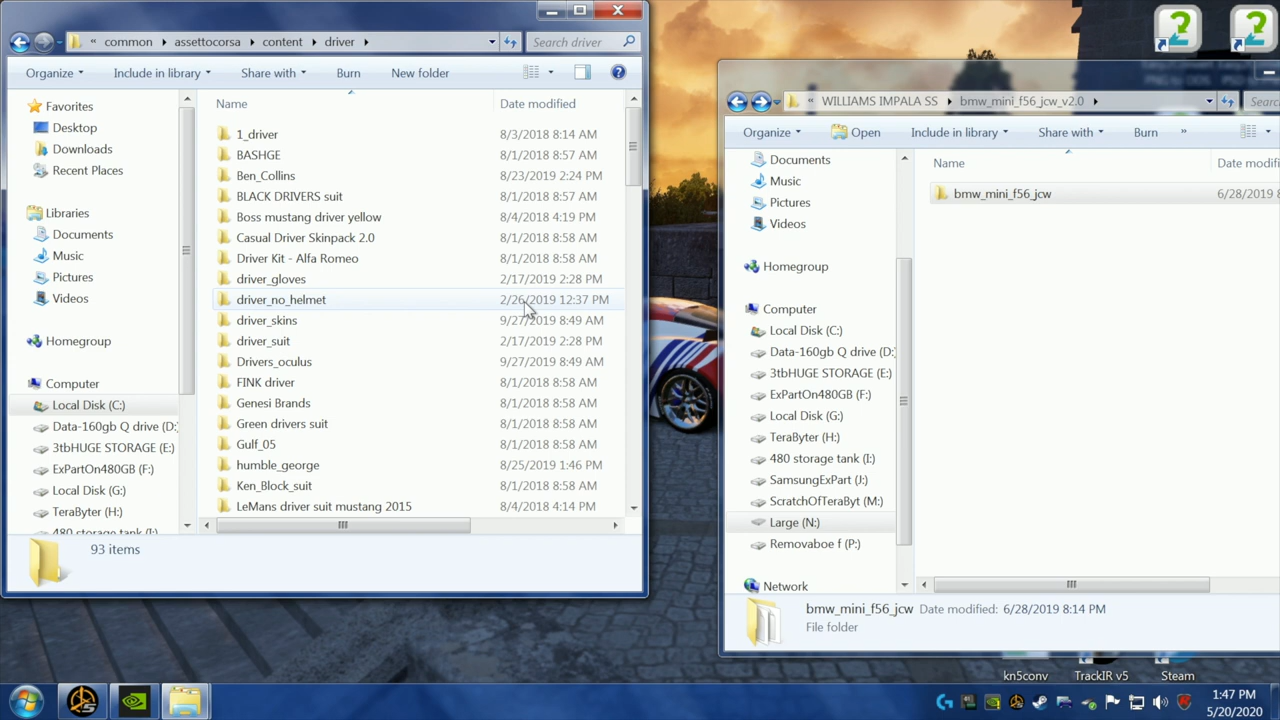 « common ▸ assettocorsa ▸ content ▸ driver ▸
Search driver
Organize
Include in library
Share with
Burn
New folder
Favorites
Desktop
Downloads
Recent Places
Libraries
Documents
Music
Pictures
Videos
Homegroup
Computer
Local Disk (C:)
Data-160gb Q drive (D:
3tbHUGE STORAGE (E:)
ExPartOn480GB (F:)
Local Disk (G:)
TeraByter (H:)
480 storage tank (I:)
Name Date modified
1_driver 8/3/2018 8:14 AM
BASHGE 8/1/2018 8:57 AM
Ben_Collins 8/23/2019 2:24 PM
BLACK DRIVERS suit 8/1/2018 8:57 AM
Boss mustang driver yellow 8/4/2018 4:19 PM
Casual Driver Skinpack 2.0 8/1/2018 8:58 AM
Driver Kit - Alfa Romeo 8/1/2018 8:58 AM
driver_gloves 2/17/2019 2:28 PM
driver_no_helmet 2/26/2019 12:37 PM
driver_skins 9/27/2019 8:49 AM
driver_suit 2/17/2019 2:28 PM
Drivers_oculus 9/27/2019 8:49 AM
FINK driver 8/1/2018 8:58 AM
Genesi Brands 8/1/2018 8:58 AM
Green drivers suit 8/1/2018 8:58 AM
Gulf_05 8/1/2018 8:58 AM
humble_george 8/25/2019 1:46 PM
Ken_Block_suit 8/1/2018 8:58 AM
LeMans driver suit mustang 2015 8/4/2018 4:14 PM
93 items
WILLIAMS IMPALA SS ▸ bmw_mini_f56_jcw_v2.0 ▸
Searc
Organize
Open
Include in library
Share with
Burn
»
Documents
Music
Pictures
Videos
Homegroup
Computer
Local Disk (C:)
Data-160gb Q drive (D:
3tbHUGE STORAGE (E:)
ExPartOn480GB (F:)
Local Disk (G:)
TeraByter (H:)
480 storage tank (I:)
SamsungExPart (J:)
ScratchOfTeraByt (M:)
Large (N:)
Removaboe f (P:)
Network
Name Date modifie
bmw_mini_f56_jcw 6/28/2019 8
bmw_mini_f56_jcw Date modified: 6/28/2019 8:14 PM
File folder
kn5conv
TrackIR v5
Steam
1:47 PM
5/20/2020